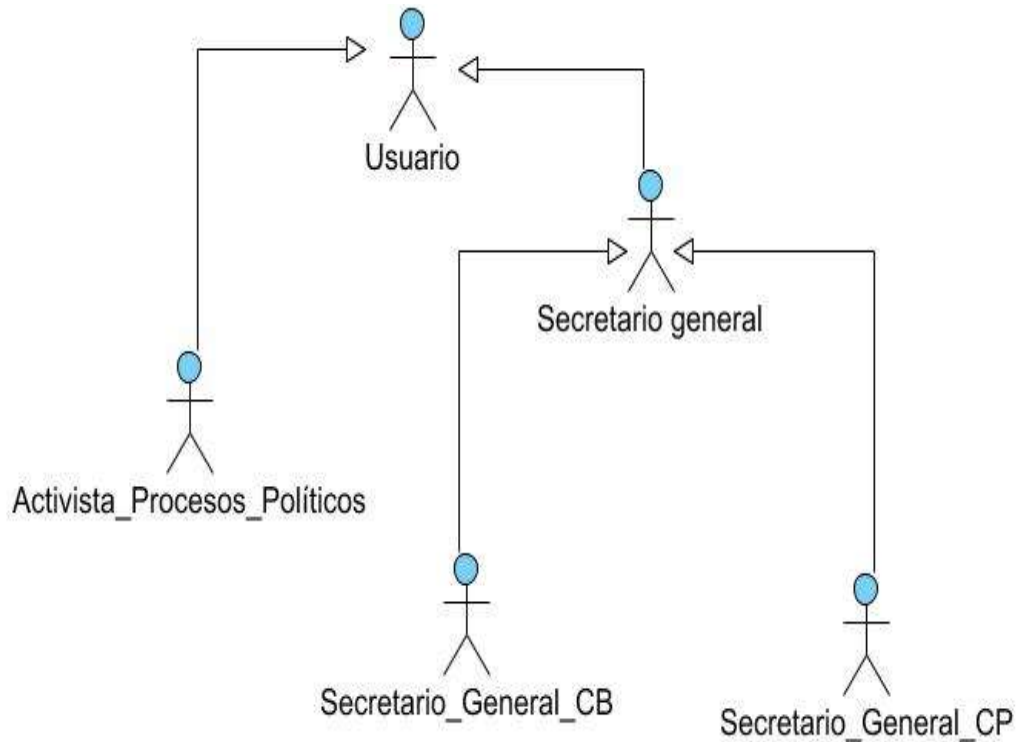 Usuario
Secretario general
Activista_Procesos_Políticos
Secretario_General_CB
Secretario_General_CP